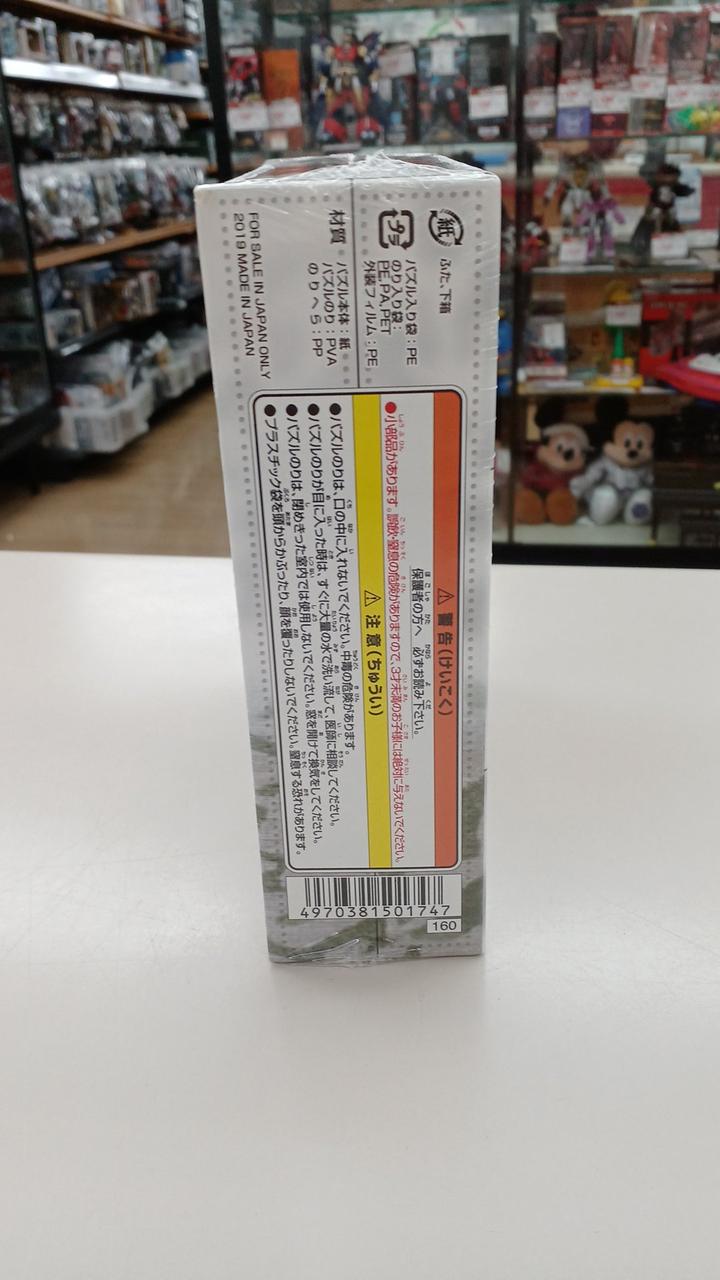 紙
ふた、下箱
プラ
パズル入り袋：PE
のり入り袋：
PE,PA,PET
外装フィルム：PE
材質
パズル本体：紙
パズルのり：PVA
のりへら：PP
FOR SALE IN JAPAN ONLY
2019 MADE IN JAPAN
⚠ 警告(けいこく)
保護者の方へ 必ずお読み下さい。
●小部品があります。誤飲・窒息の危険がありますので、3才未満のお子様には絶対に与えないでください。
⚠ 注意(ちゅうい)
●パズルのりは、口の中に入れないでください。中毒の危険があります。
●パズルのりが目に入った時は、すぐに大量の水で洗い流して、医師に相談してください。
●パズルのりは、閉めきった室内では使用しないでください。窓を開けて換気をしてください。
●プラスチック袋を頭からかぶったり、顔を覆ったりしないでください。窒息する恐れがあります。
4970381501747
160